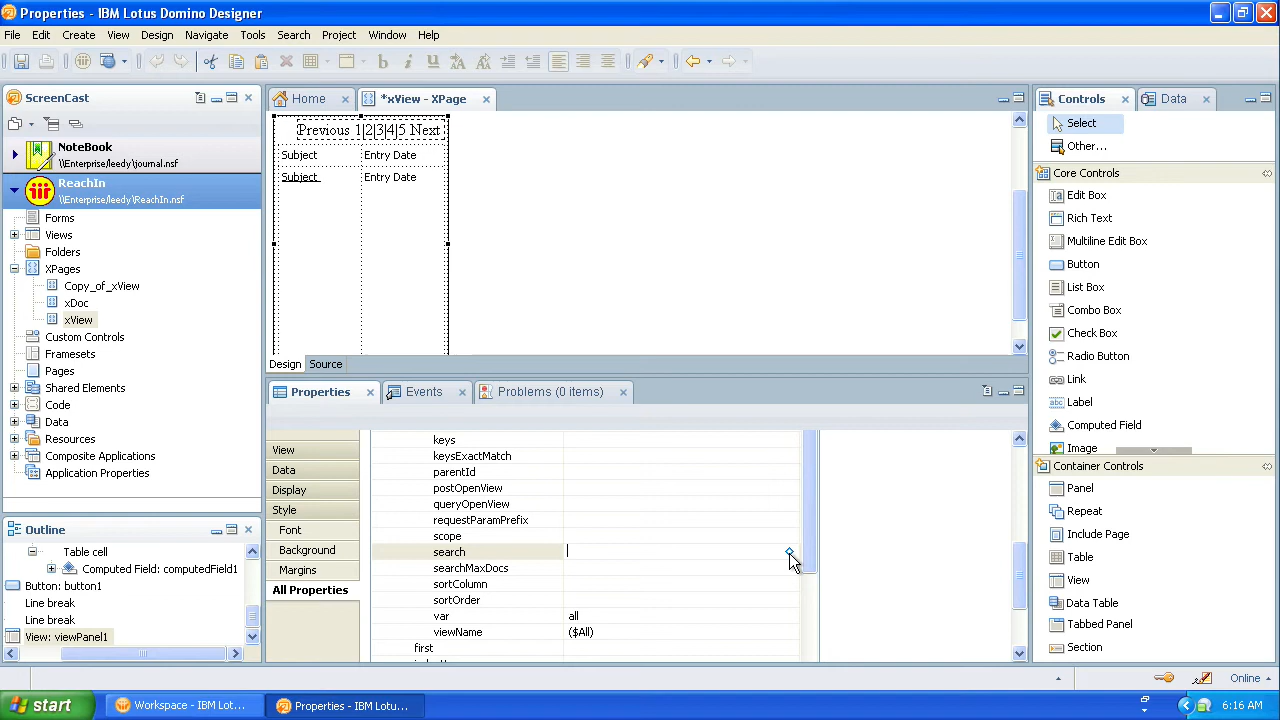 Properties - IBM Lotus Domino Designer
File Edit Create View Design Navigate Tools Search Project Window Help
ScreenCast
NoteBook
\\Enterprise/leedy\journal.nsf
ReachIn
\\Enterprise/leedy\ReachIn.nsf
Forms
Views
Folders
XPages
Copy_of_xView
xDoc
xView
Custom Controls
Framesets
Pages
Shared Elements
Code
Data
Resources
Composite Applications
Application Properties
Outline
Table cell
Computed Field: computedField1
Button: button1
Line break
Line break
View: viewPanel1
Home
*xView - XPage
Previous 1|2|3|4|5 Next
Subject Entry Date
Subject Entry Date
Design Source
Properties Events Problems (0 items)
View
Data
Display
Style
Font
Background
Margins
All Properties
keys
keysExactMatch
parentId
postOpenView
queryOpenView
requestParamPrefix
scope
search
searchMaxDocs
sortColumn
sortOrder
var all
viewName ($All)
first
Controls Data
Select
Other...
Core Controls
Edit Box
Rich Text
Multiline Edit Box
Button
List Box
Combo Box
Check Box
Radio Button
Link
abc Label
Computed Field
Image
Container Controls
Panel
Repeat
Include Page
Table
View
Data Table
Tabbed Panel
Section
Online
start
Workspace - IBM Lot...
Properties - IBM Lotu...
6:16 AM